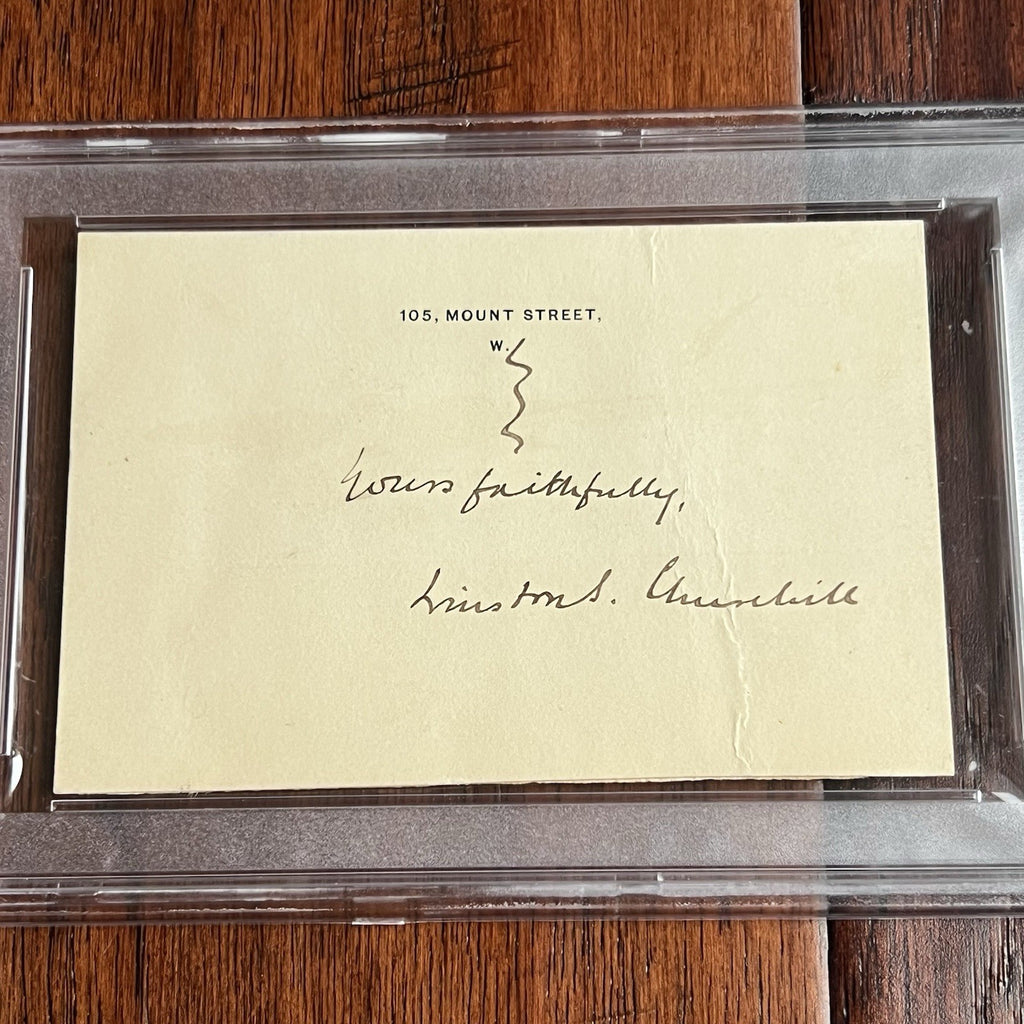 105, MOUNT STREET,
W.
Yours faithfully,
Winston S. Churchill